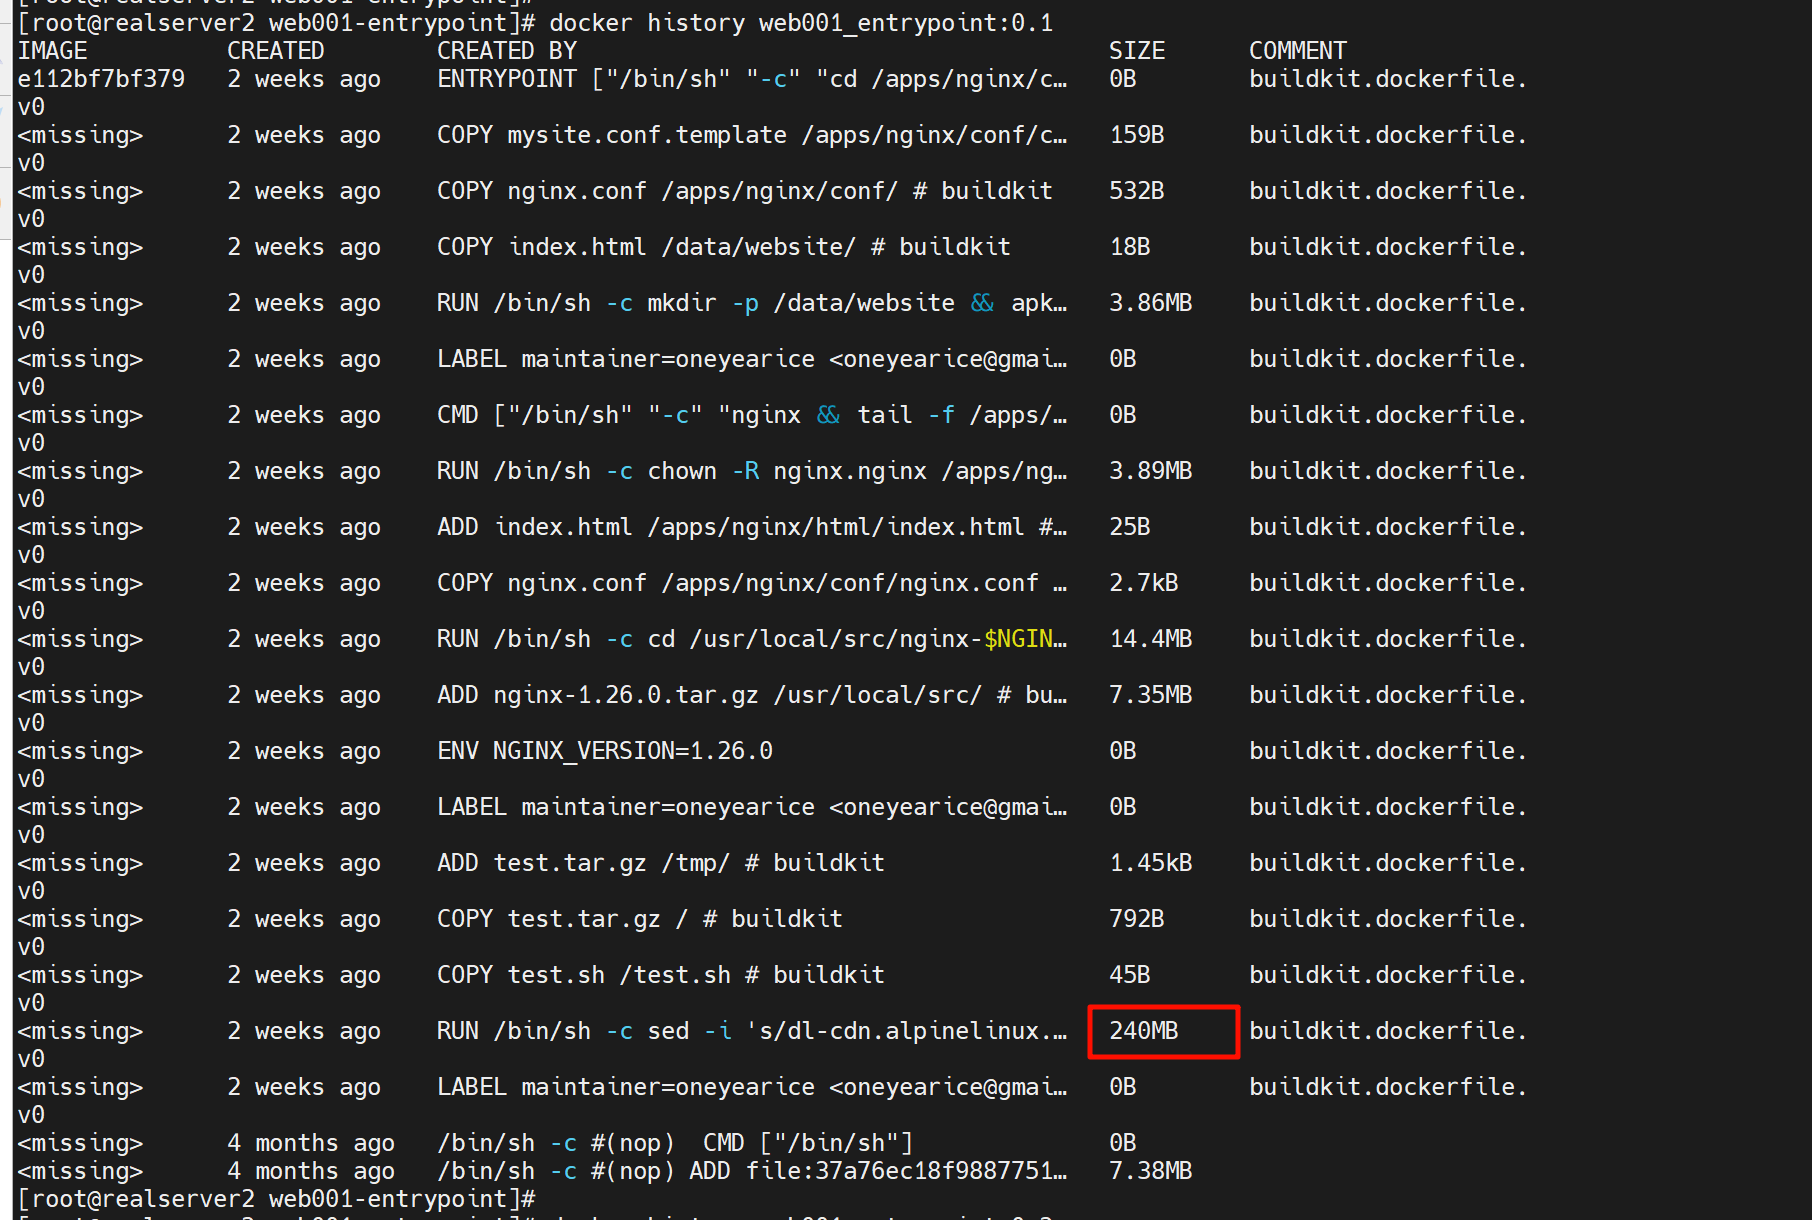 [root@realserver2 web001-entrypoint]#
[root@realserver2 web001-entrypoint]# docker history web001_entrypoint:0.1
IMAGE CREATED CREATED BY SIZE COMMENT
e112bf7bf379 2 weeks ago ENTRYPOINT ["/bin/sh" "-c" "cd /apps/nginx/c… 0B buildkit.dockerfile.
v0
<missing> 2 weeks ago COPY mysite.conf.template /apps/nginx/conf/c… 159B buildkit.dockerfile.
v0
<missing> 2 weeks ago COPY nginx.conf /apps/nginx/conf/ # buildkit 532B buildkit.dockerfile.
v0
<missing> 2 weeks ago COPY index.html /data/website/ # buildkit 18B buildkit.dockerfile.
v0
<missing> 2 weeks ago RUN /bin/sh -c mkdir -p /data/website && apk… 3.86MB buildkit.dockerfile.
v0
<missing> 2 weeks ago LABEL maintainer=oneyearice <oneyearice@gmai… 0B buildkit.dockerfile.
v0
<missing> 2 weeks ago CMD ["/bin/sh" "-c" "nginx && tail -f /apps/… 0B buildkit.dockerfile.
v0
<missing> 2 weeks ago RUN /bin/sh -c chown -R nginx.nginx /apps/ng… 3.89MB buildkit.dockerfile.
v0
<missing> 2 weeks ago ADD index.html /apps/nginx/html/index.html #… 25B buildkit.dockerfile.
v0
<missing> 2 weeks ago COPY nginx.conf /apps/nginx/conf/nginx.conf … 2.7kB buildkit.dockerfile.
v0
<missing> 2 weeks ago RUN /bin/sh -c cd /usr/local/src/nginx-$NGIN… 14.4MB buildkit.dockerfile.
v0
<missing> 2 weeks ago ADD nginx-1.26.0.tar.gz /usr/local/src/ # bu… 7.35MB buildkit.dockerfile.
v0
<missing> 2 weeks ago ENV NGINX_VERSION=1.26.0 0B buildkit.dockerfile.
v0
<missing> 2 weeks ago LABEL maintainer=oneyearice <oneyearice@gmai… 0B buildkit.dockerfile.
v0
<missing> 2 weeks ago ADD test.tar.gz /tmp/ # buildkit 1.45kB buildkit.dockerfile.
v0
<missing> 2 weeks ago COPY test.tar.gz / # buildkit 792B buildkit.dockerfile.
v0
<missing> 2 weeks ago COPY test.sh /test.sh # buildkit 45B buildkit.dockerfile.
v0
<missing> 2 weeks ago RUN /bin/sh -c sed -i 's/dl-cdn.alpinelinux.… 240MB buildkit.dockerfile.
v0
<missing> 2 weeks ago LABEL maintainer=oneyearice <oneyearice@gmai… 0B buildkit.dockerfile.
v0
<missing> 4 months ago /bin/sh -c #(nop) CMD ["/bin/sh"] 0B
<missing> 4 months ago /bin/sh -c #(nop) ADD file:37a76ec18f9887751… 7.38MB
[root@realserver2 web001-entrypoint]#